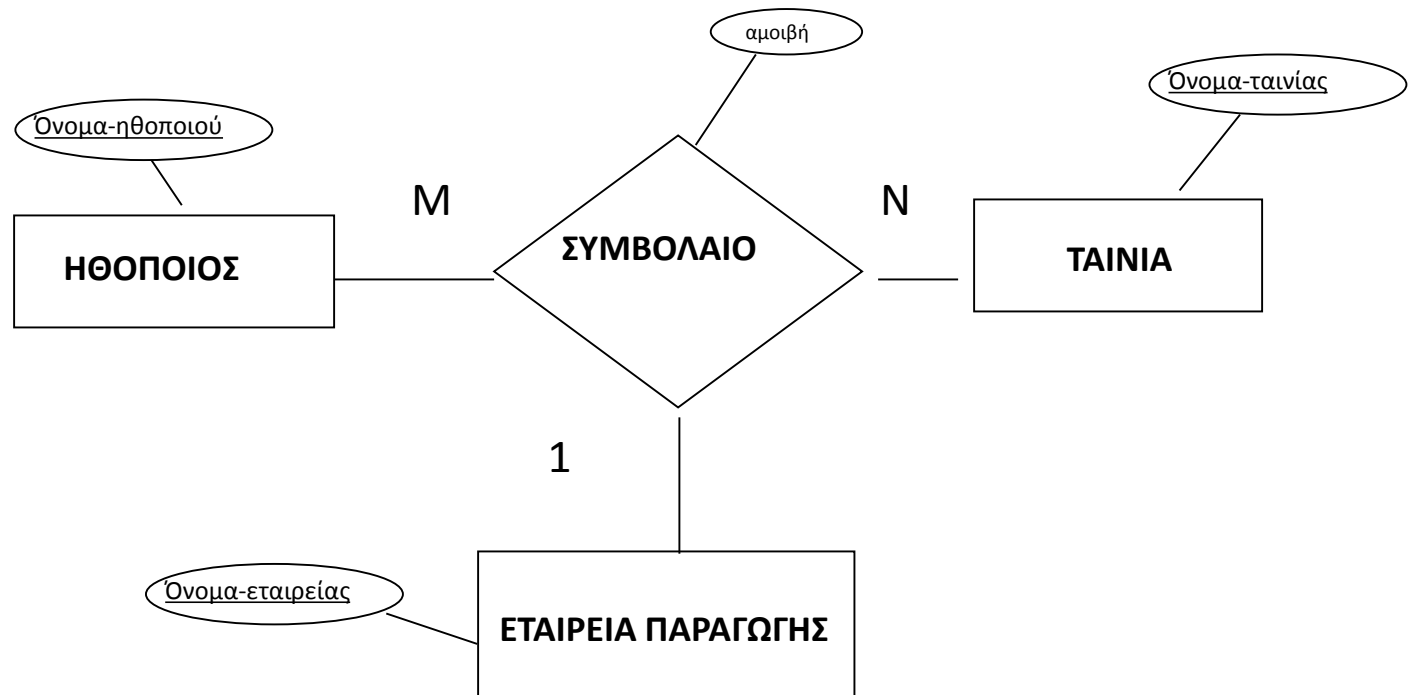 αμοιβή
Όνομα-ταινίας
Όνομα-ηθοποιού
M
N
ΣΥΜΒΟΛΑΙΟ
ΗΘΟΠΟΙΟΣ
ΤΑΙΝΙΑ
1
Όνομα-εταιρείας
ΕΤΑΙΡΕΙΑ ΠΑΡΑΓΩΓΗΣ